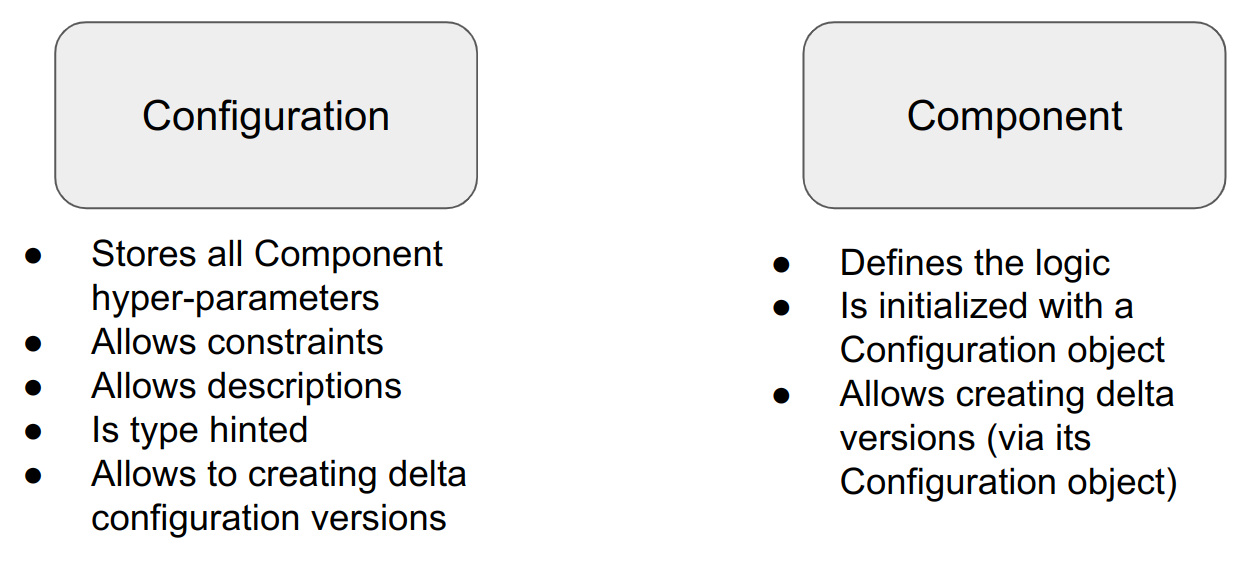 Configuration
● Stores all Component
hyper-parameters
● Allows constraints
● Allows descriptions
● Is type hinted
● Allows to creating delta
configuration versions
Component
● Defines the logic
● Is initialized with a
Configuration object
● Allows creating delta
versions (via its
Configuration object)